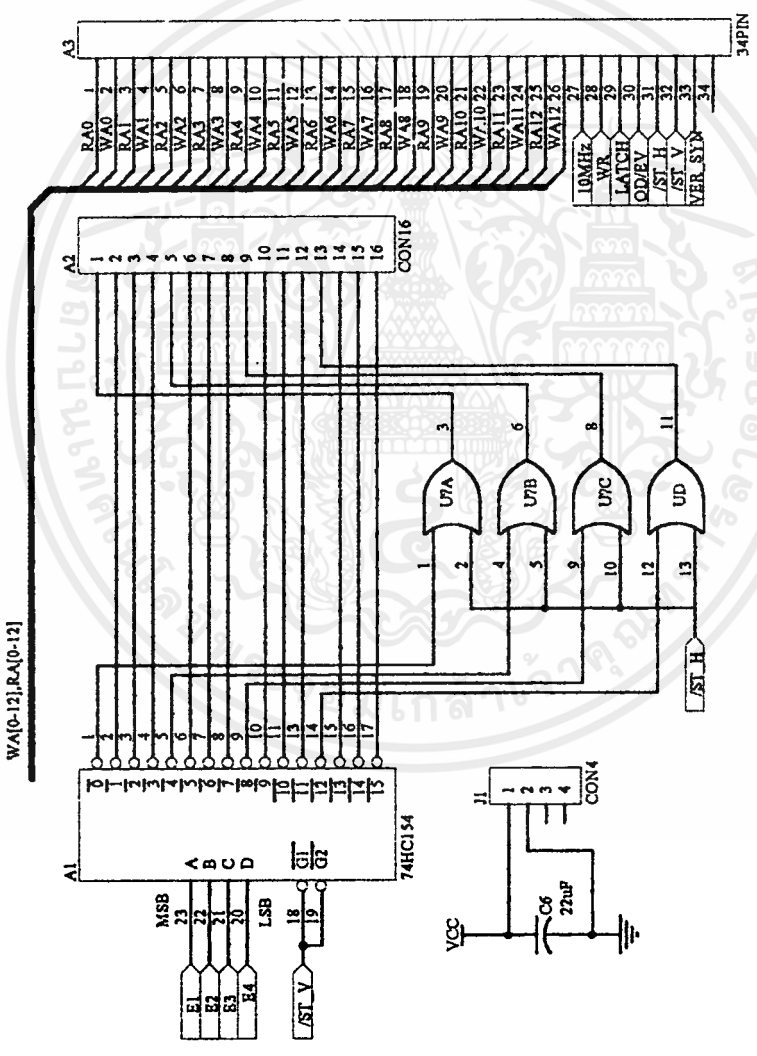 WA[0-12],RA[0-12]
A1
MSB
E1 23 A
E2 22 B
E3 21 C
E4 20 D
LSB
/ST_V
18 G1
19 G2
0 1
1 2
2 3
3 4
4 5
5 6
6 7
7 8
8 9
9 10
10 11
11 13
12 14
13 15
14 16
15 17
74HC154
A2
1
2
3
4
5
6
7
8
9
10
11
12
13
14
15
16
CON16
A3
RA0 1
WA0 2
RA1 3
WA1 4
RA2 5
WA2 6
RA3 7
WA3 8
RA4 9
WA4 10
RA5 11
WA5 12
RA6 13
WA6 14
RA7 15
WA7 16
RA8 17
WA8 18
RA9 19
WA9 20
RA10 21
WA10 22
RA11 23
WA11 24
RA12 25
WA12 26
27
10MHz 28
WR 29
LATCH 30
OD/EV 31
/ST_H 32
/ST_V 33
VER_SYN 34
34PIN
1
2
U7A
3
4
5
U7B
6
9
10
U7C
8
12
13
UD
11
/ST_H
VCC
C6
22uF
J1
1
2
3
4
CON4